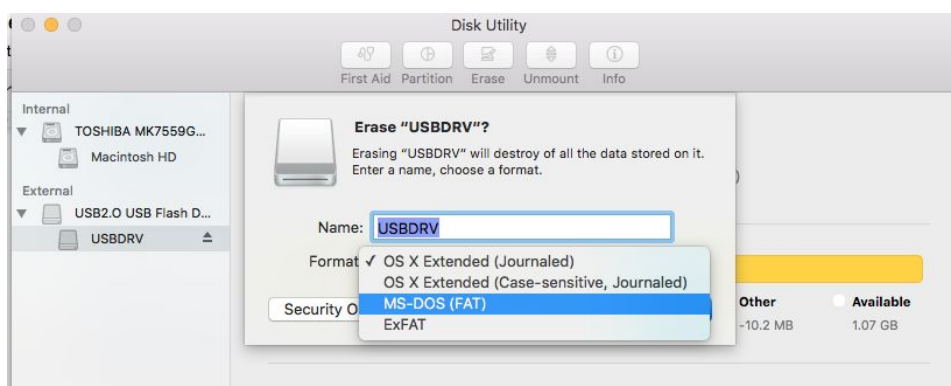 Disk Utility
First Aid Partition Erase Unmount Info
Internal
TOSHIBA MK7559G...
Macintosh HD
External
USB2.0 USB Flash D...
USBDRV
Erase “USBDRV”?
Erasing “USBDRV” will destroy of all the data stored on it.
Enter a name, choose a format.
Name: USBDRV
Format ✓ OS X Extended (Journaled)
OS X Extended (Case-sensitive, Journaled)
MS-DOS (FAT)
ExFAT
Security O
)
Other Available
-10.2 MB 1.07 GB